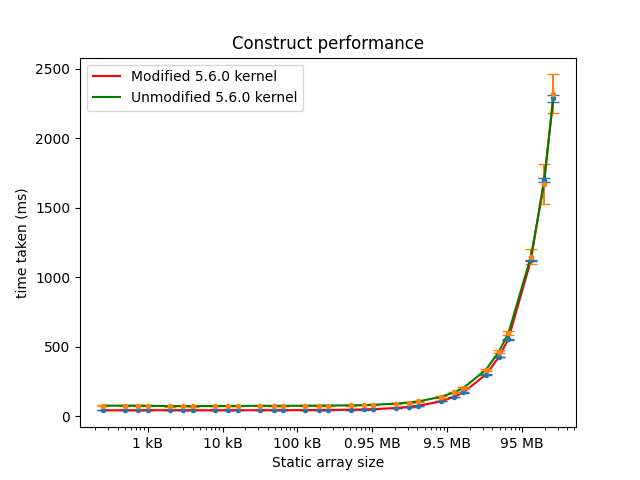 Construct performance
Modified 5.6.0 kernel
Unmodified 5.6.0 kernel
time taken (ms)
2500
2000
1500
1000
500
0
1 kB 10 kB 100 kB 0.95 MB 9.5 MB 95 MB
Static array size